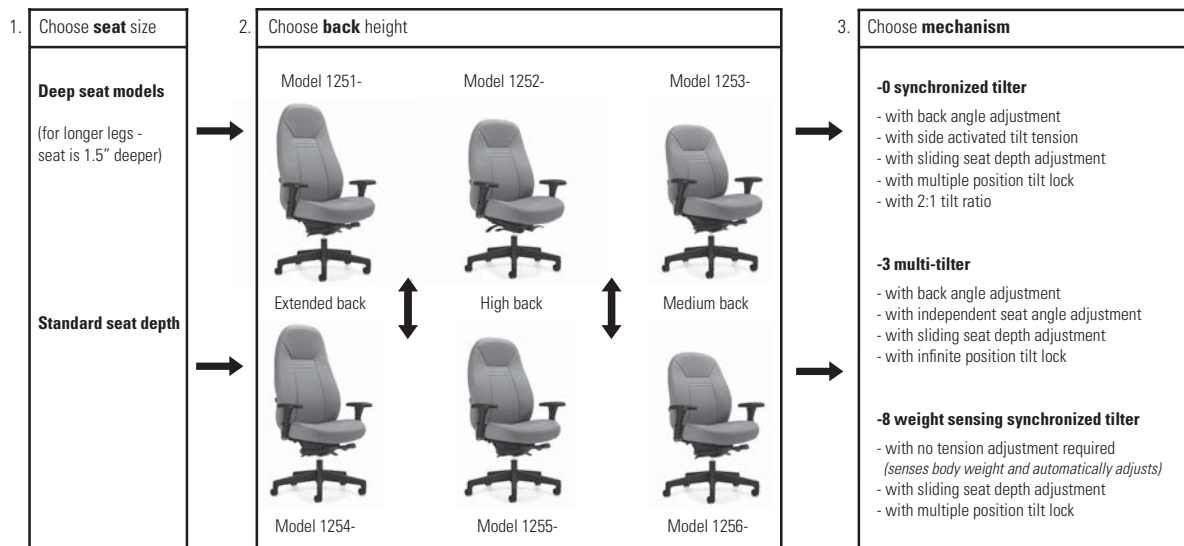 1. Choose seat size
Deep seat models
(for longer legs -
seat is 1.5” deeper)
Standard seat depth
2. Choose back height
Model 1251- Model 1252- Model 1253-
Extended back High back Medium back
Model 1254- Model 1255- Model 1256-
3. Choose mechanism
-0 synchronized tilter
- with back angle adjustment
- with side activated tilt tension
- with sliding seat depth adjustment
- with multiple position tilt lock
- with 2:1 tilt ratio
-3 multi-tilter
- with back angle adjustment
- with independent seat angle adjustment
- with sliding seat depth adjustment
- with infinite position tilt lock
-8 weight sensing synchronized tilter
- with no tension adjustment required
(senses body weight and automatically adjusts)
- with sliding seat depth adjustment
- with multiple position tilt lock